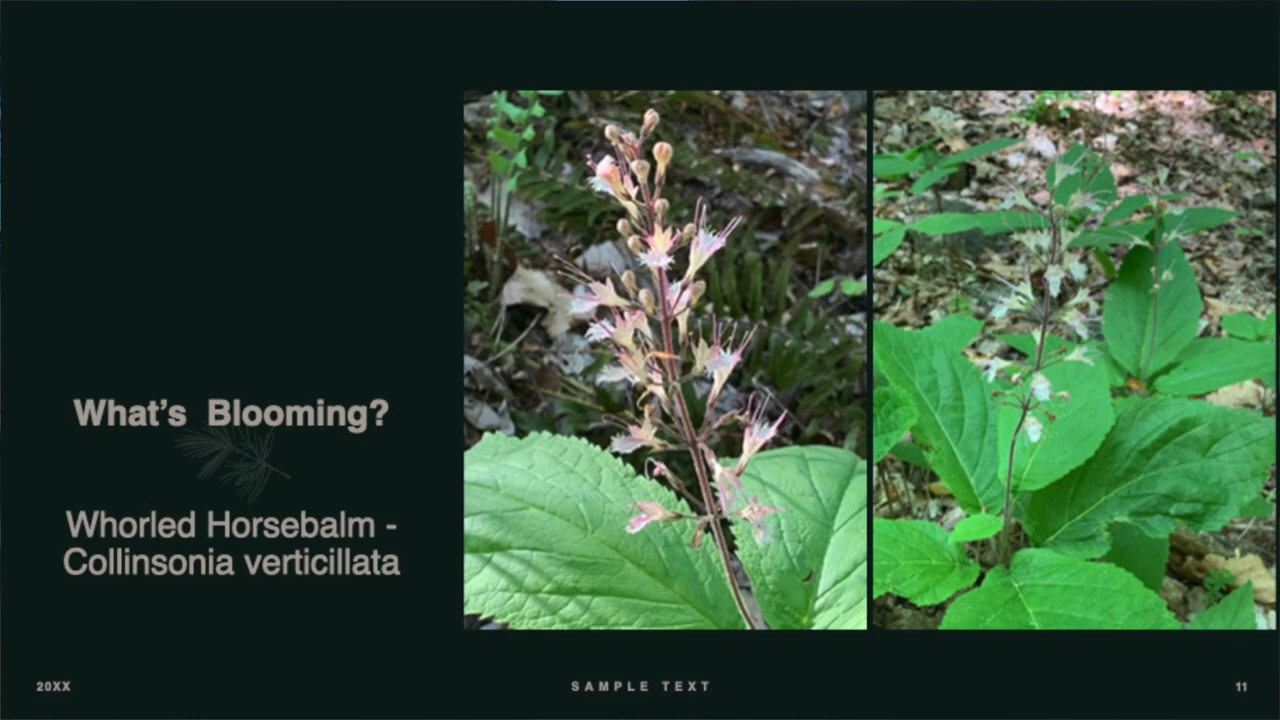 What's  Blooming?
Whorled Horsebalm -
Collinsonia verticillata
20XX
SAMPLE TEXT
11